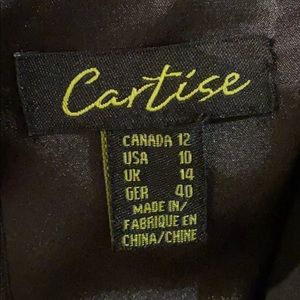 Cartise
CANADA 12
USA 10
UK 14
GER 40
MADE IN/
FABRIQUE EN
CHINA/CHINE